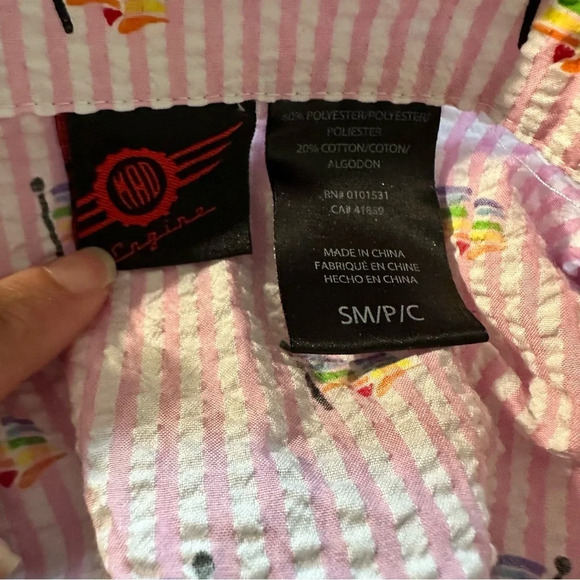 MAD
Engine
80% POLYESTER/POLYESTER/
POLIESTER
20% COTTON/COTON/
ALGODON
RN# 0101531
CA# 41859
MADE IN CHINA
FABRIQUÉ EN CHINE
HECHO EN CHINA
SM/P/C